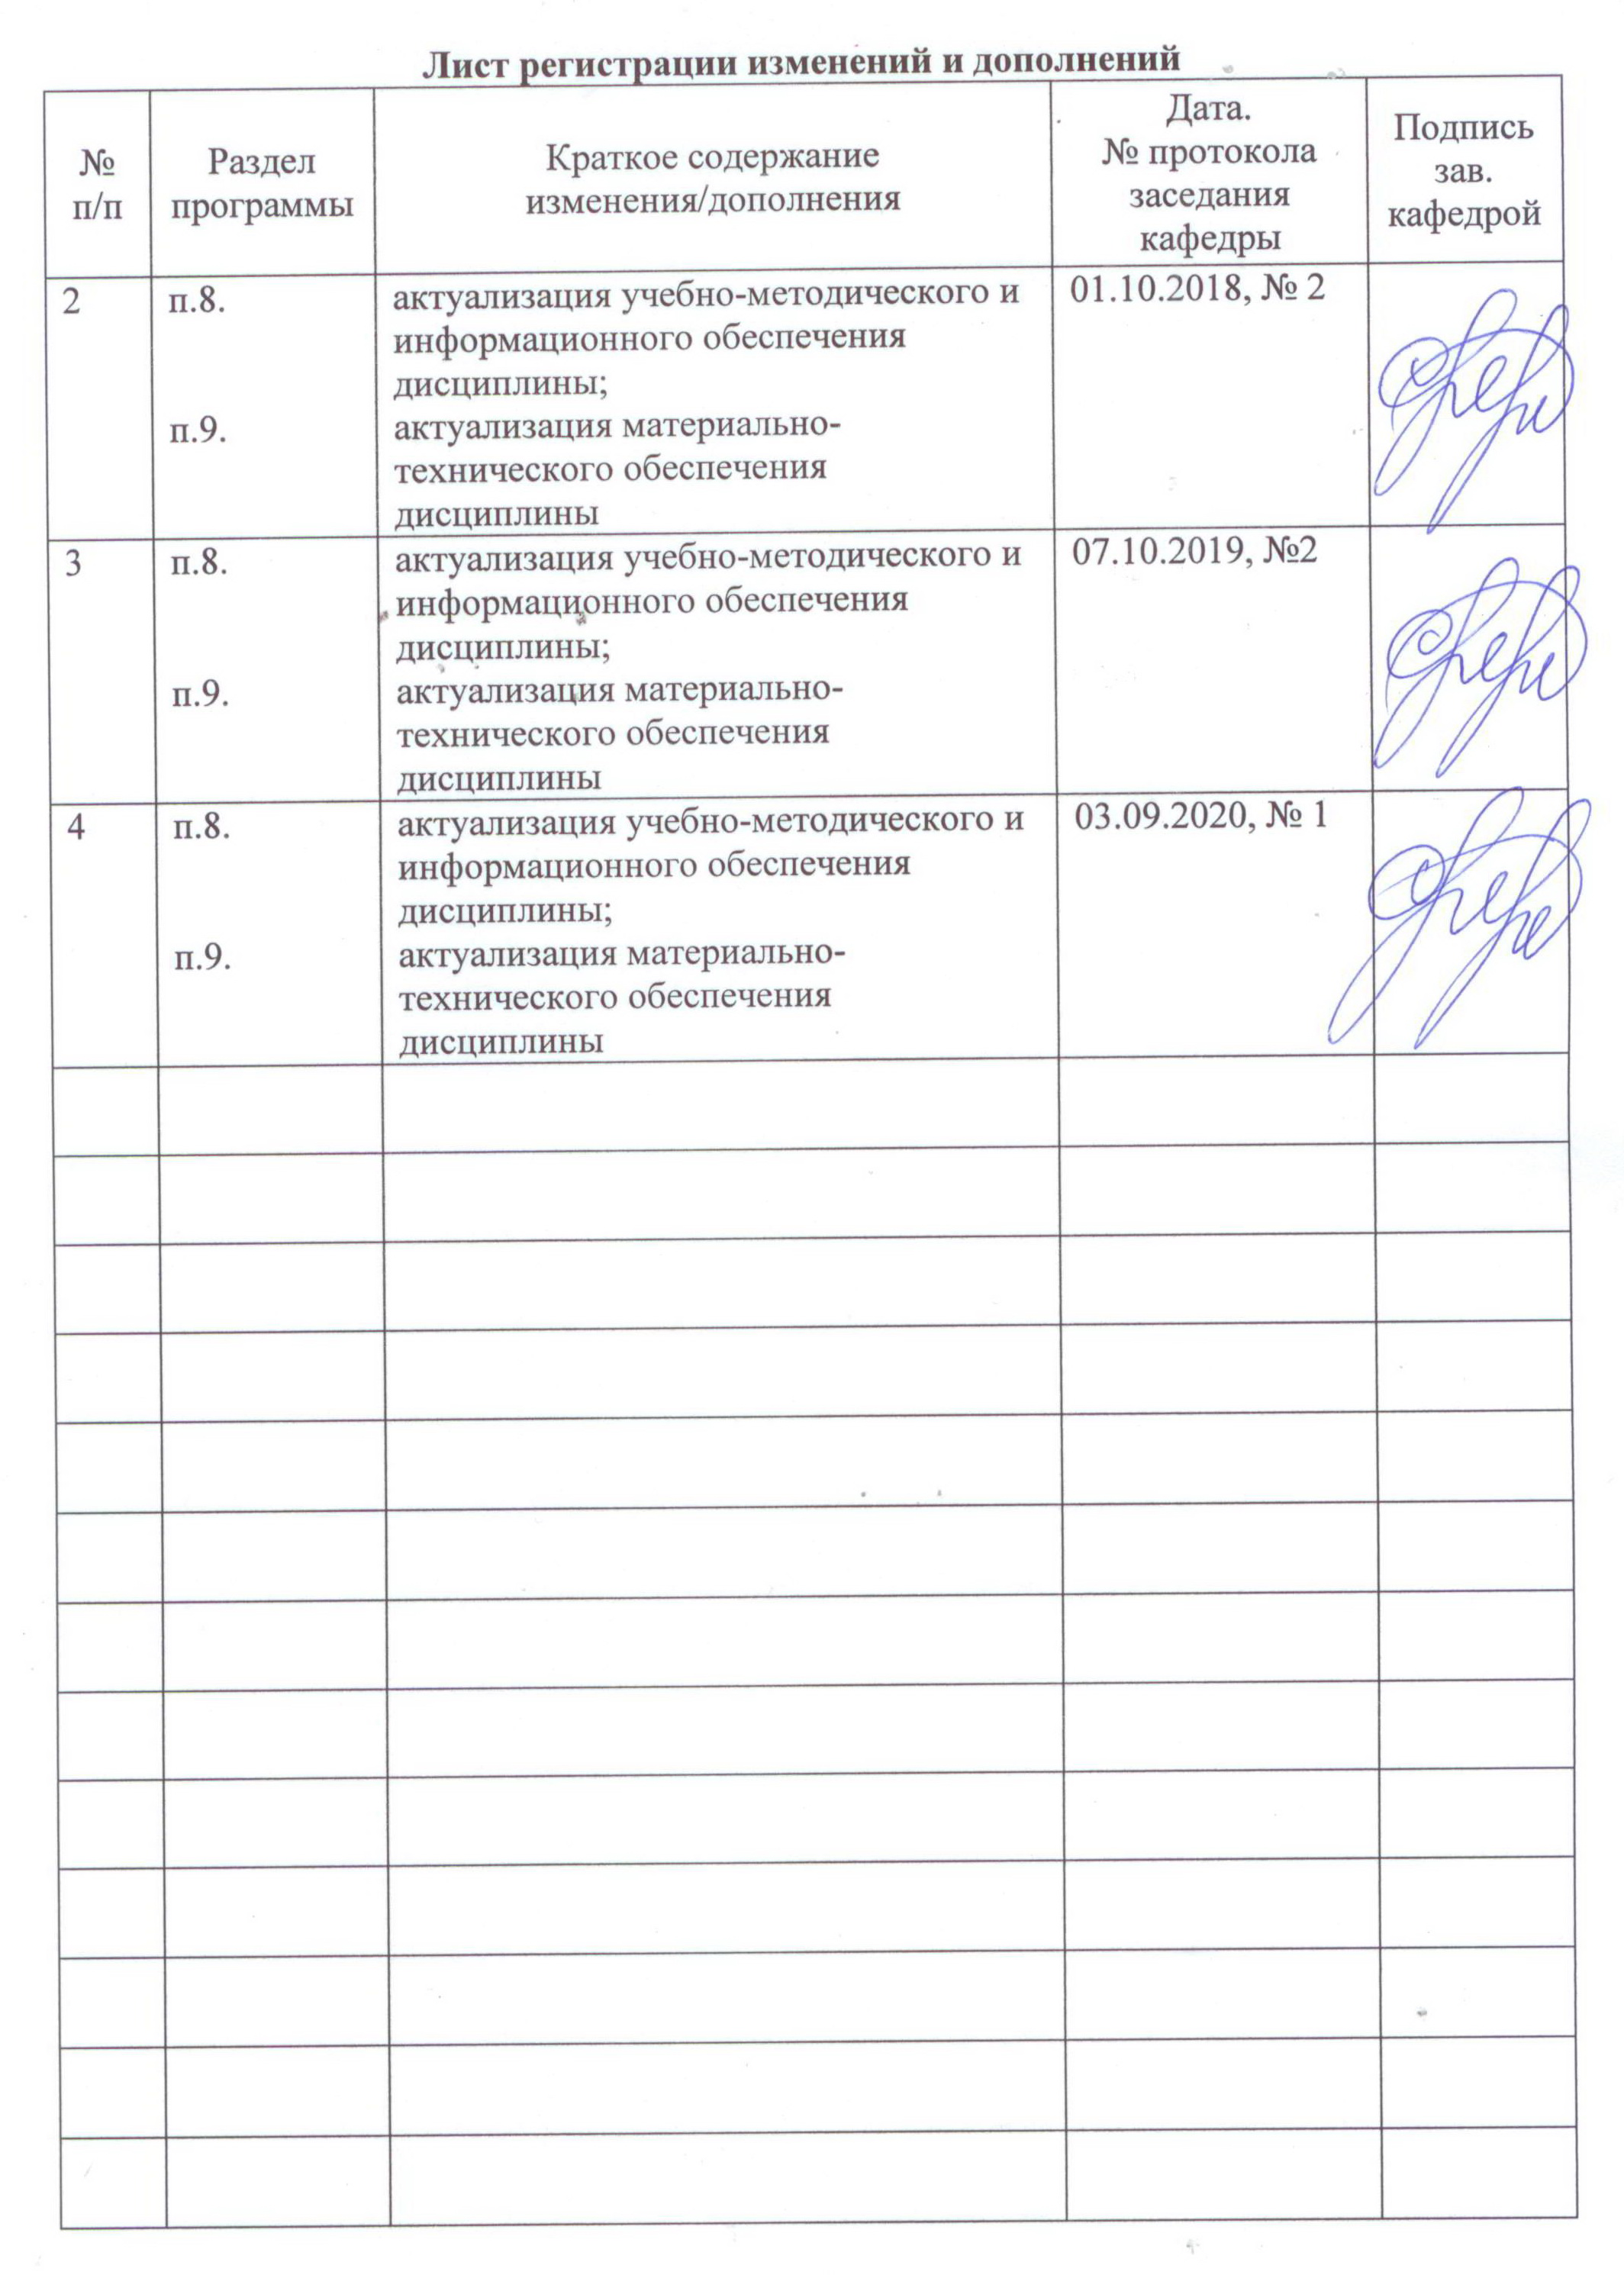 Лист регистрации изменений и дополнений
№
п/п
Раздел
программы
Краткое содержание
изменения/дополнения
Дата.
№ протокола
заседания
кафедры
Подпись
зав.
кафедрой
2
п.8.
актуализация учебно-методического и
информационного обеспечения
дисциплины;
п.9.
актуализация материально-
технического обеспечения
дисциплины
01.10.2018, № 2
3
п.8.
актуализация учебно-методического и
информационного обеспечения
дисциплины;
п.9.
актуализация материально-
технического обеспечения
дисциплины
07.10.2019, №2
4
п.8.
актуализация учебно-методического и
информационного обеспечения
дисциплины;
п.9.
актуализация материально-
технического обеспечения
дисциплины
03.09.2020, № 1